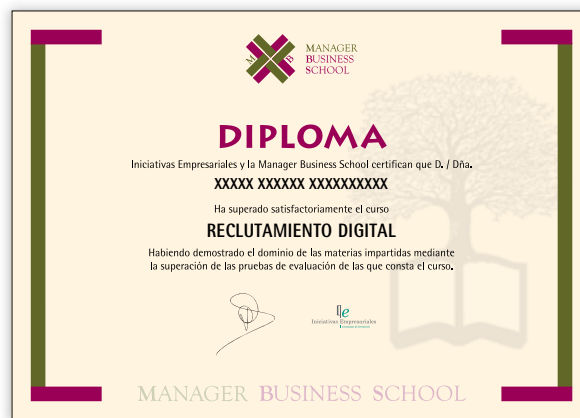 M B
MANAGER
BUSINESS
SCHOOL
DIPLOMA
Iniciativas Empresariales y la Manager Business School certifican que D. / Dña.
XXXXX XXXXXX XXXXXXXXXX
Ha superado satisfactoriamente el curso
RECLUTAMIENTO DIGITAL
Habiendo demostrado el dominio de las materias impartidas mediante
la superación de las pruebas de evaluación de las que consta el curso.
Iniciativas Empresariales
MANAGER BUSINESS SCHOOL